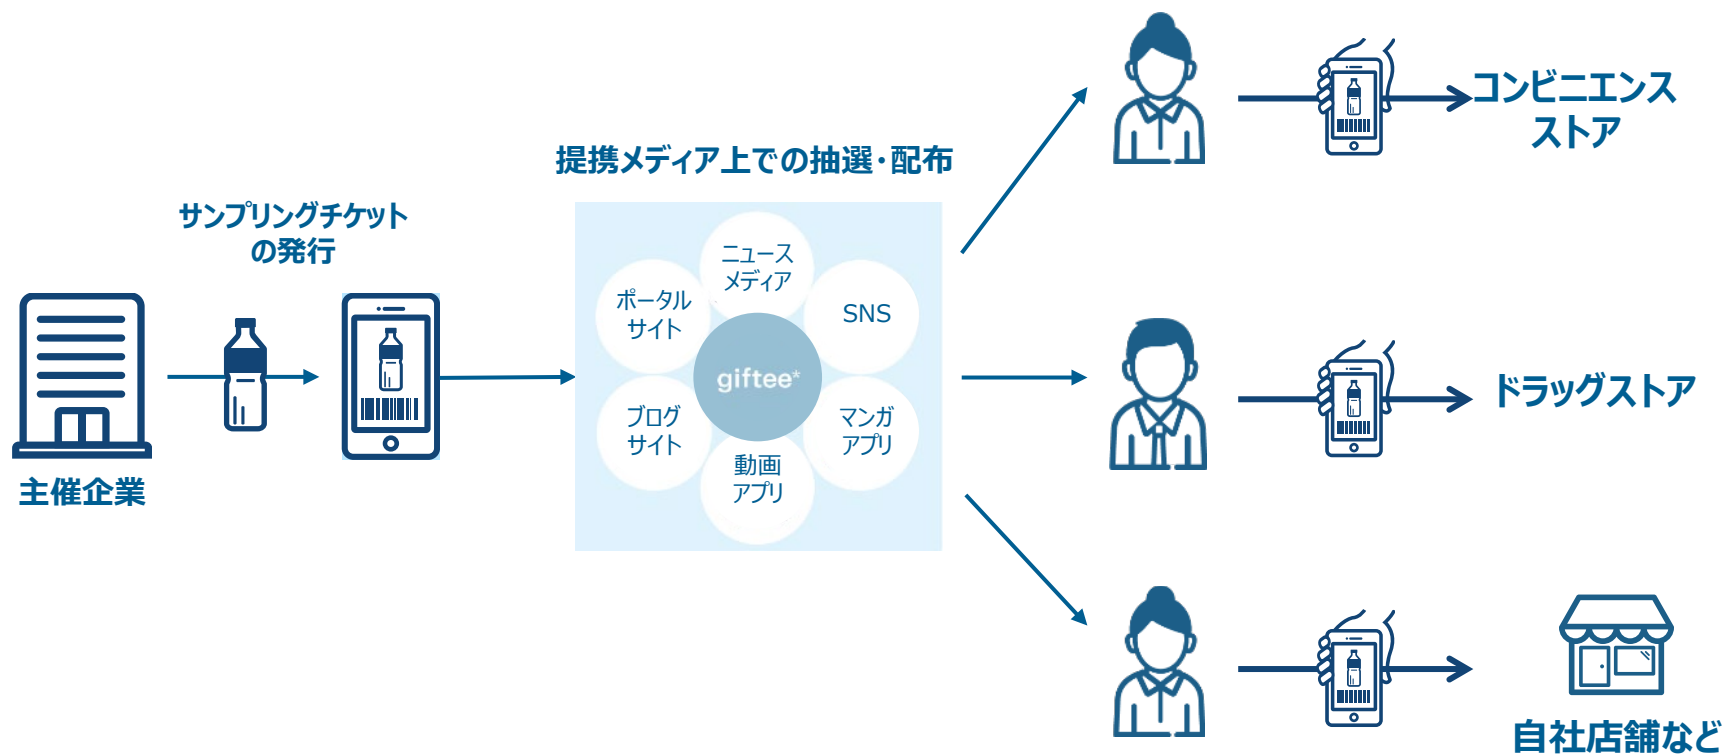 提携メディア上での抽選・配布
サンプリングチケット
の発行
主催企業
ニュース
メディア
ポータル
サイト
SNS
giftee*
ブログ
サイト
マンガ
アプリ
動画
アプリ
コンビニエンス
ストア
ドラッグストア
自社店舗など